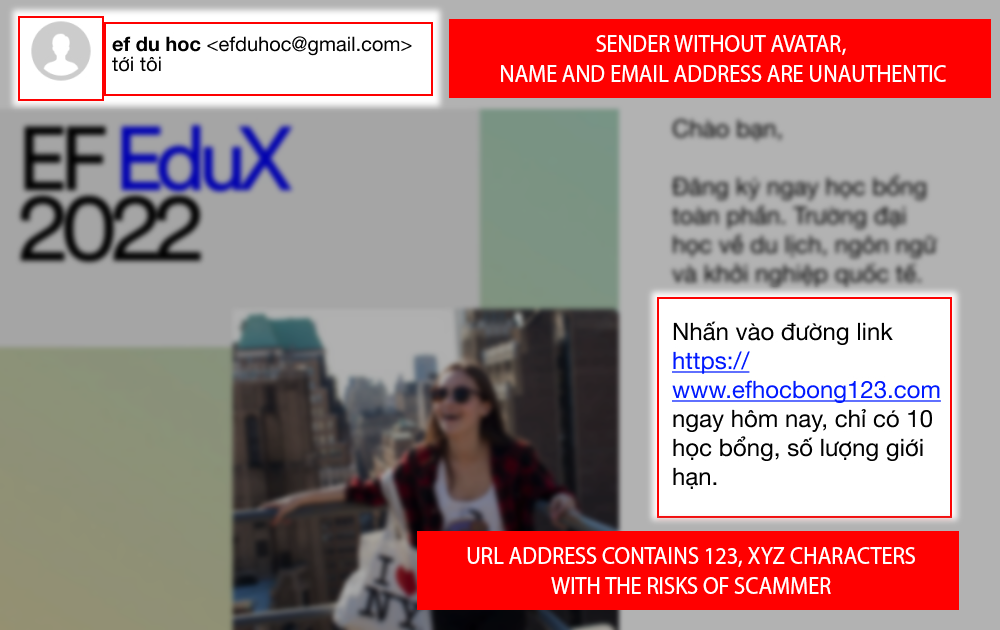 ef du hoc <efduhoc@gmail.com>
tới tôi
SENDER WITHOUT AVATAR,
NAME AND EMAIL ADDRESS ARE UNAUTHENTIC
EF EduX
2022
Chào bạn,
Đăng ký ngay học bổng
toàn phần. Trường đại
học về du lịch, ngôn ngữ
và khởi nghiệp quốc tế.
Nhấn vào đường link
https://
www.efhocbong123.com
ngay hôm nay, chỉ có 10
học bổng, số lượng giới
hạn.
I
NY
URL ADDRESS CONTAINS 123, XYZ CHARACTERS
WITH THE RISKS OF SCAMMER